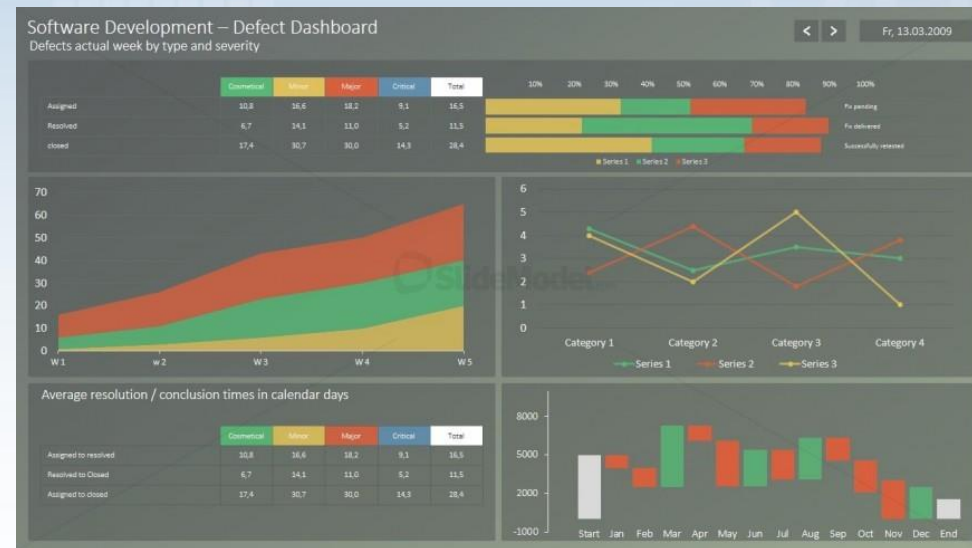 Software Development – Defect Dashboard
Defects actual week by type and severity
< > Fr, 13.03.2009
Cosmetical Minor Major Critical Total
Assigned 10,8 16,6 18,2 9,1 16,5
Resolved 6,7 14,1 11,0 5,2 11,5
closed 17,4 30,7 30,0 14,3 28,4
10% 20% 30% 40% 50% 60% 70% 80% 90% 100%
Fix pending
Fix delivered
Successfully retested
Series 1 Series 2 Series 3
70
60
50
40
30
20
10
0
W1 w2 W3 W4 W5
SlideModel
6
5
4
3
2
1
0
Category 1 Category 2 Category 3 Category 4
Series 1 Series 2 Series 3
Average resolution / conclusion times in calendar days
Cosmetical Minor Major Critical Total
Assigned to resolved 10,8 16,6 18,2 9,1 16,5
Resolved to Closed 6,7 14,1 11,0 5,2 11,5
Assigned to closed 17,4 30,7 30,0 14,3 28,4
8000
5000
2000
-1000
Start Jan Feb Mar Apr May Jun Jul Aug Sep Oct Nov Dec End